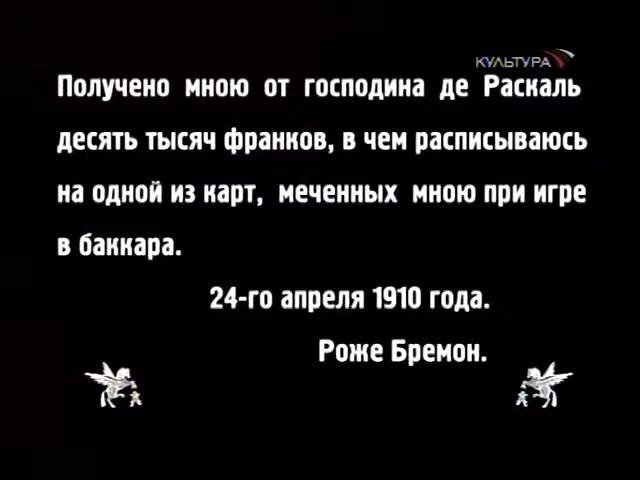 КУЛЬТУРА
Получено мною от господина де Раскаль
десять тысяч франков, в чем расписываюсь
на одной из карт, меченных мною при игре
в баккара.
24-го апреля 1910 года.
Роже Бремон.